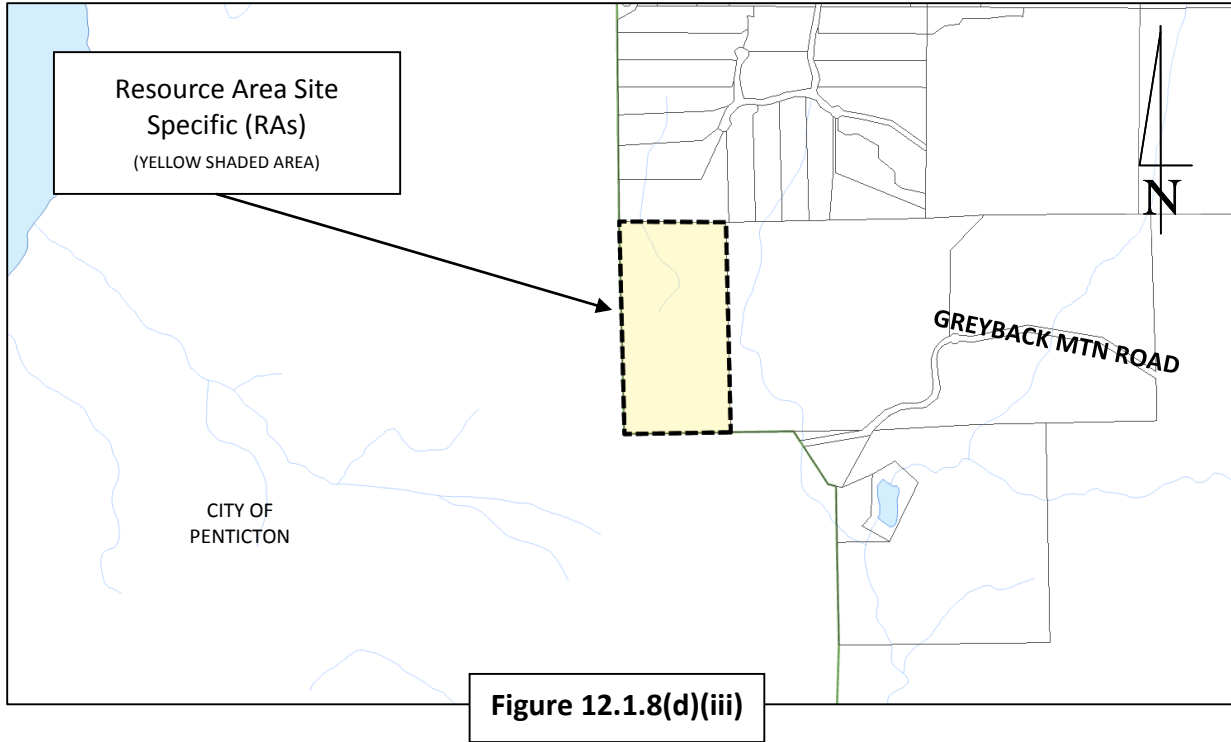 Resource Area Site
Specific (RAs)
(YELLOW SHADED AREA)
N
GREYBACK MTN ROAD
CITY OF
PENTICTON
Figure 12.1.8(d)(iii)